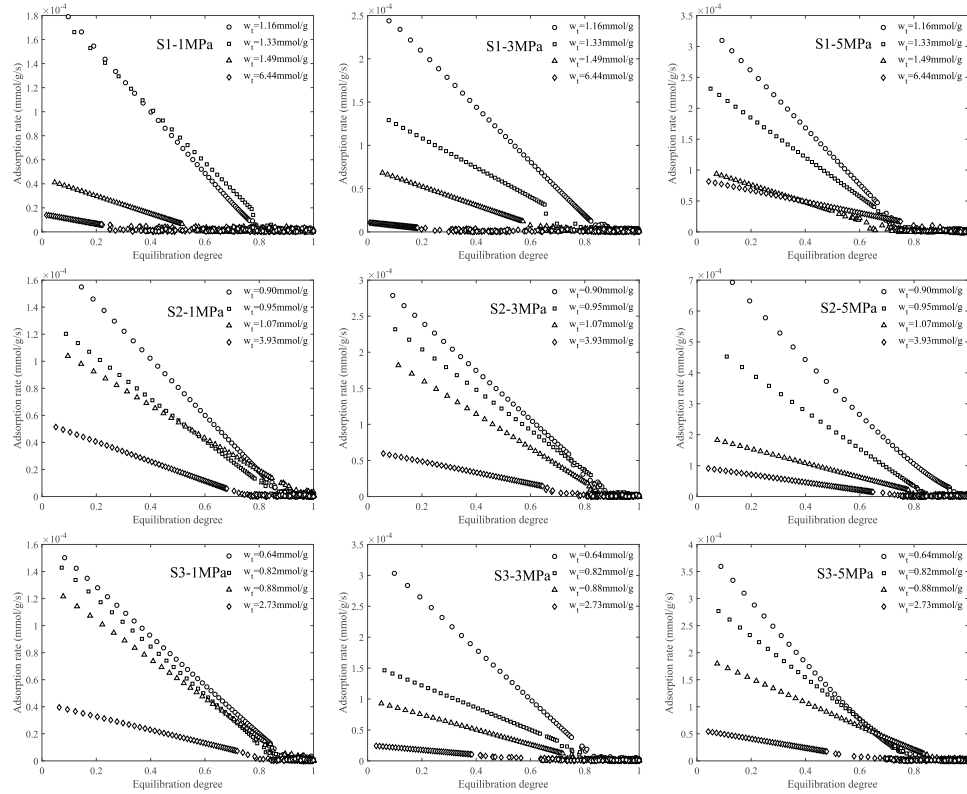 ×10⁻⁴
1.8
1.6
1.4
1.2
1
0.8
0.6
0.4
0.2
0
Adsorption rate (mmol/g/s)
S1-1MPa
wₜ=1.16mmol/g
wₜ=1.33mmol/g
wₜ=1.49mmol/g
wₜ=6.44mmol/g
0 0.2 0.4 0.6 0.8 1
Equilibration degree
×10⁻⁴
2.5
2
1.5
1
0.5
0
Adsorption rate (mmol/g/s)
S1-3MPa
wₜ=1.16mmol/g
wₜ=1.33mmol/g
wₜ=1.49mmol/g
wₜ=6.44mmol/g
0 0.2 0.4 0.6 0.8 1
Equilibration degree
×10⁻⁴
3.5
3
2.5
2
1.5
1
0.5
0
Adsorption rate (mmol/g/s)
S1-5MPa
wₜ=1.16mmol/g
wₜ=1.33mmol/g
wₜ=1.49mmol/g
wₜ=6.44mmol/g
0 0.2 0.4 0.6 0.8
Equilibration degree
×10⁻⁴
1.6
1.4
1.2
1
0.8
0.6
0.4
0.2
0
Adsorption rate (mmol/g/s)
S2-1MPa
wₜ=0.90mmol/g
wₜ=0.95mmol/g
wₜ=1.07mmol/g
wₜ=3.93mmol/g
0 0.2 0.4 0.6 0.8 1
Equilibration degree
×10⁻⁴
3
2.5
2
1.5
1
0.5
0
Adsorption rate (mmol/g/s)
S2-3MPa
wₜ=0.90mmol/g
wₜ=0.95mmol/g
wₜ=1.07mmol/g
wₜ=3.93mmol/g
0 0.2 0.4 0.6 0.8 1
Equilibration degree
×10⁻⁴
7
6
5
4
3
2
1
0
Adsorption rate (mmol/g/s)
S2-5MPa
wₜ=0.90mmol/g
wₜ=0.95mmol/g
wₜ=1.07mmol/g
wₜ=3.93mmol/g
0 0.2 0.4 0.6 0.8
Equilibration degree
×10⁻⁴
1.6
1.4
1.2
1
0.8
0.6
0.4
0.2
0
Adsorption rate (mmol/g/s)
S3-1MPa
wₜ=0.64mmol/g
wₜ=0.82mmol/g
wₜ=0.88mmol/g
wₜ=2.73mmol/g
0 0.2 0.4 0.6 0.8 1
Equilibration degree
×10⁻⁴
3.5
3
2.5
2
1.5
1
0.5
0
Adsorption rate (mmol/g/s)
S3-3MPa
wₜ=0.64mmol/g
wₜ=0.82mmol/g
wₜ=0.88mmol/g
wₜ=2.73mmol/g
0 0.2 0.4 0.6 0.8 1
Equilibration degree
×10⁻⁴
4
3.5
3
2.5
2
1.5
1
0.5
0
Adsorption rate (mmol/g/s)
S3-5MPa
wₜ=0.64mmol/g
wₜ=0.82mmol/g
wₜ=0.88mmol/g
wₜ=2.73mmol/g
0 0.2 0.4 0.6 0.8
Equilibration degree